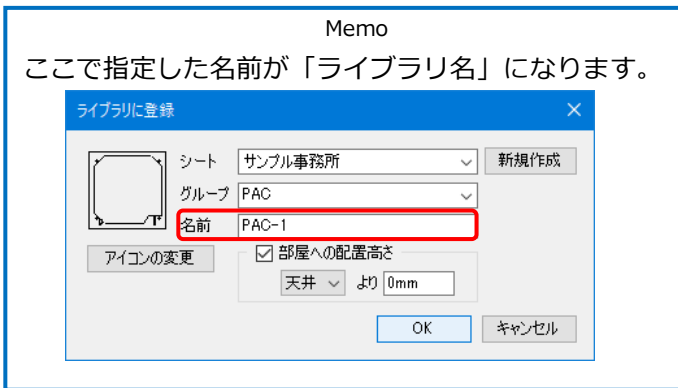 Memo
ここで指定した名前が「ライブラリ名」になります。
ライブラリに登録
シート サンプル事務所 新規作成
グループ PAC
名前 PAC-1
アイコンの変更 部屋への配置高さ
天井 より 0mm
OK キャンセル